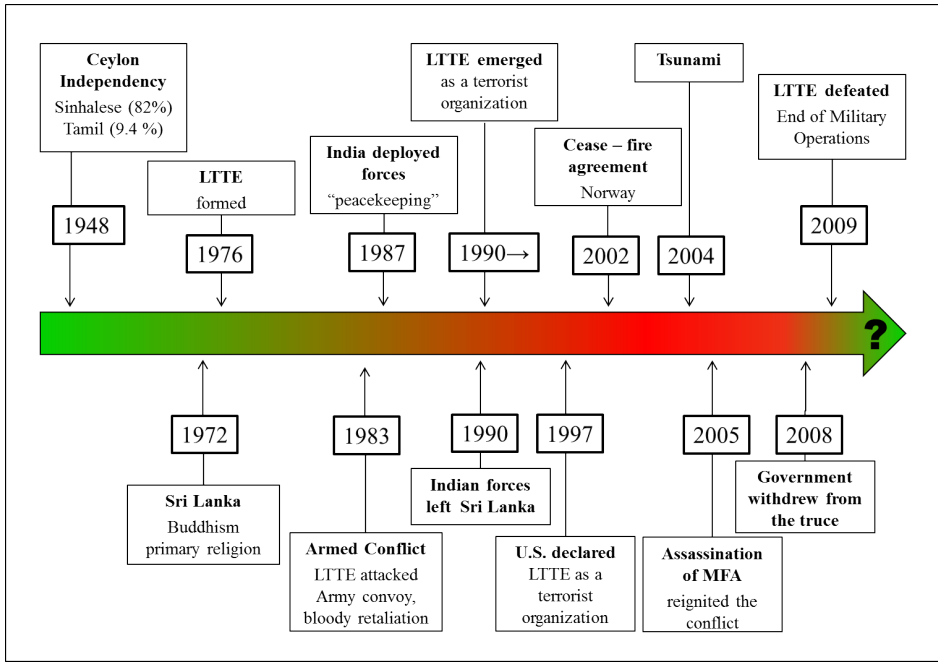 Ceylon
Independency
Sinhalese (82%)
Tamil (9.4 %)
1948
LTTE
formed
1976
India deployed
forces
“peacekeeping”
1987
LTTE emerged
as a terrorist
organization
1990→
Cease – fire
agreement
Norway
2002
Tsunami
2004
LTTE defeated
End of Military
Operations
2009
?
1972
Sri Lanka
Buddhism
primary religion
1983
Armed Conflict
LTTE attacked
Army convoy,
bloody retaliation
1990
Indian forces
left Sri Lanka
1997
U.S. declared
LTTE as a
terrorist
organization
2005
Assassination
of MFA
reignited the
conflict
2008
Government
withdrew from
the truce